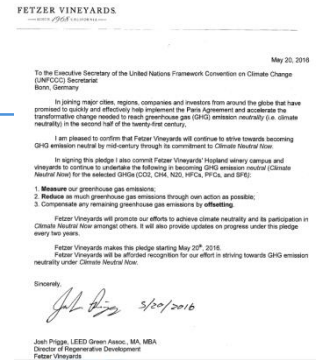 FETZER VINEYARDS.
SINCE 1968 CALIFORNIA
May 20, 2016
To the Executive Secretary of the United Nations Framework Convention on Climate Change
(UNFCCC) Secretariat
Bonn, Germany
In joining major cities, regions, companies and investors from around the globe that have
promised to quickly and effectively help implement the Paris Agreement and accelerate the
transformative change needed to reach greenhouse gas (GHG) emission neutrality (i.e. climate
neutrality) in the second half of the twenty-first century,
I am pleased to confirm that Fetzer Vineyards will continue to strive towards becoming
GHG emission neutral by mid-century through its commitment to Climate Neutral Now.
In signing this pledge I also commit Fetzer Vineyards' Hopland winery campus and
vineyards to continue to undertake the following in becoming GHG emission neutral (Climate
Neutral Now) for the selected GHGs (CO2, CH4, N20, HFCs, PFCs, and SF6):
1. Measure our greenhouse gas emissions;
2. Reduce as much greenhouse gas emissions through own action as possible;
3. Compensate any remaining greenhouse gas emissions by offsetting.
Fetzer Vineyards will promote our efforts to achieve climate neutrality and its participation in
Climate Neutral Now amongst others. It will also provide updates on progress under this pledge
every two years.
Fetzer Vineyards makes this pledge starting May 20th, 2016.
Fetzer Vineyards will be afforded recognition for our effort in striving towards GHG emission
neutrality under Climate Neutral Now.
Sincerely,
5/20/2016
Josh Prigge, LEED Green Assoc., MA, MBA
Director of Regenerative Development
Fetzer Vineyards